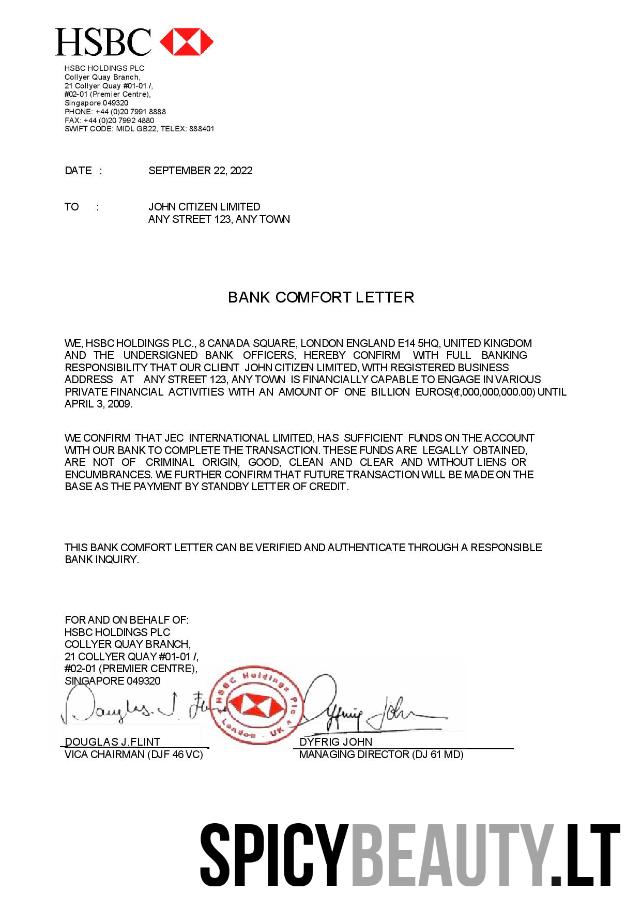 HSBC
HSBC HOLDINGS PLC
Collyer Quay Branch,
21 Collyer Quay #01-01 /,
#02-01 (Premier Centre),
Singapore 049320
PHONE: +44 (0)20 7991 8888
FAX: +44 (0)20 7992 4880
SWIFT CODE: MIDL GB22, TELEX: 888401
DATE : SEPTEMBER 22, 2022
TO : JOHN CITIZEN LIMITED
ANY STREET 123, ANY TOWN
BANK COMFORT LETTER
WE, HSBC HOLDINGS PLC., 8 CANADA SQUARE, LONDON ENGLAND E14 5HQ, UNITED KINGDOM
AND THE UNDERSIGNED BANK OFFICERS, HEREBY CONFIRM WITH FULL BANKING
RESPONSIBILITY THAT OUR CLIENT JOHN CITIZEN LIMITED, WITH REGISTERED BUSINESS
ADDRESS AT ANY STREET 123, ANY TOWN IS FINANCIALLY CAPABLE TO ENGAGE IN VARIOUS
PRIVATE FINANCIAL ACTIVITIES WITH AN AMOUNT OF ONE BILLION EUROS(€,000,000,000.00) UNTIL
APRIL 3, 2009.
WE CONFIRM THAT JEC INTERNATIONAL LIMITED, HAS SUFFICIENT FUNDS ON THE ACCOUNT
WITH OUR BANK TO COMPLETE THE TRANSACTION. THESE FUNDS ARE LEGALLY OBTAINED,
ARE NOT OF CRIMINAL ORIGIN, GOOD, CLEAN AND CLEAR AND WITHOUT LIENS OR
ENCUMBRANCES. WE FURTHER CONFIRM THAT FUTURE TRANSACTION WILL BE MADE ON THE
BASE AS THE PAYMENT BY STANDBY LETTER OF CREDIT.
THIS BANK COMFORT LETTER CAN BE VERIFIED AND AUTHENTICATE THROUGH A RESPONSIBLE
BANK INQUIRY.
FOR AND ON BEHALF OF:
HSBC HOLDINGS PLC
COLLYER QUAY BRANCH,
21 COLLYER QUAY #01-01 /,
#02-01 (PREMIER CENTRE),
SINGAPORE 049320
Douglas J. Flint
HSBC Holdings Plc
London - UK
Dyfrig John
DOUGLAS J.FLINT
VICA CHAIRMAN (DJF 46 VC)
DYFRIG JOHN
MANAGING DIRECTOR (DJ 61 MD)
SPICYBEAUTY.LT